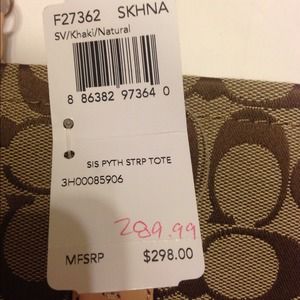 F27362 SKHNA
SV/Khaki/Natural
8 86382 97364 0
SIS PYTH STRP TOTE
3H00085906
289.99
MFSRP $298.00